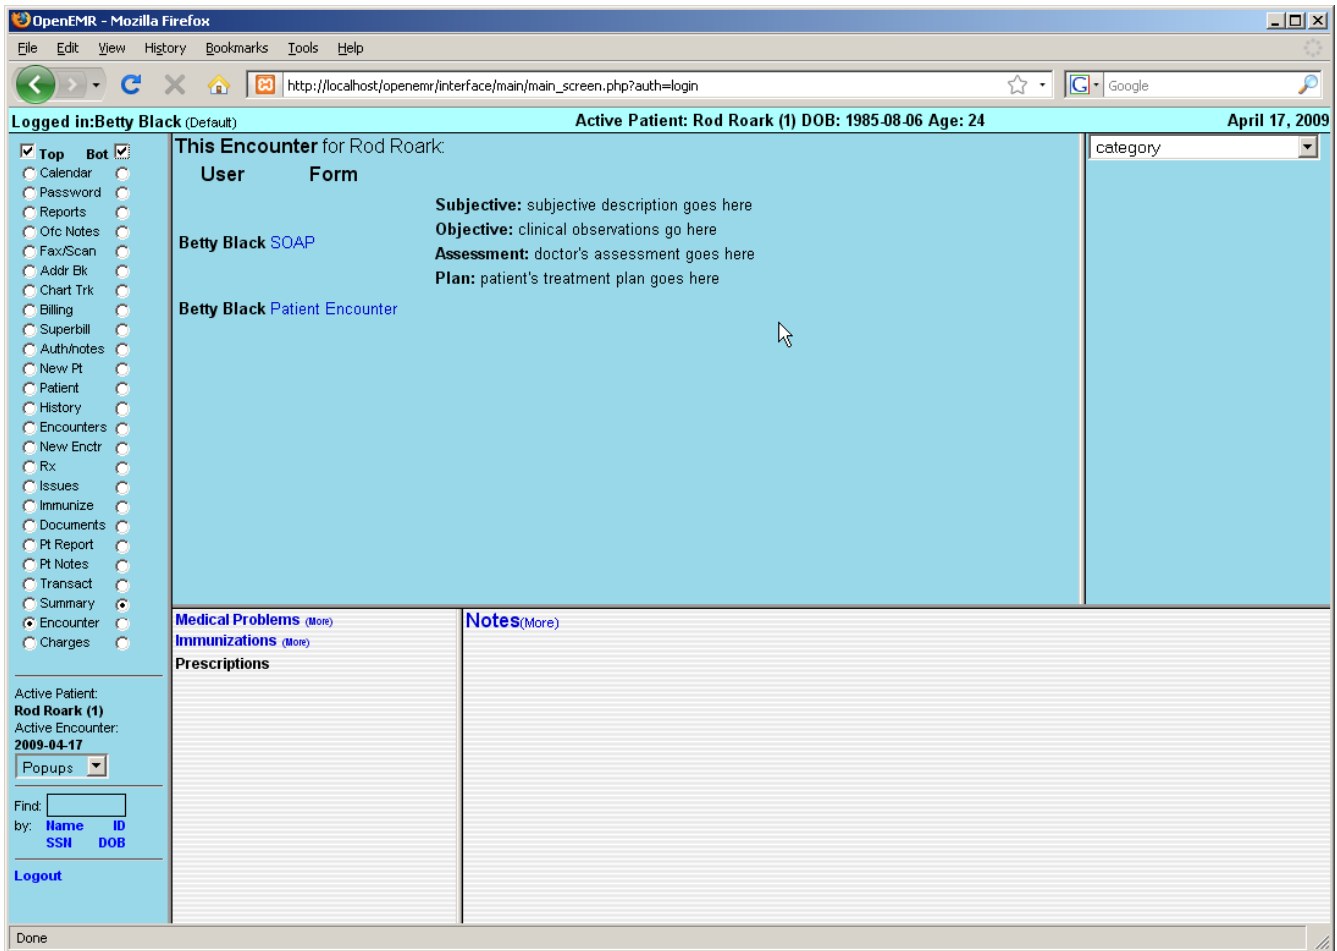 OpenEMR - Mozilla Firefox
File Edit View History Bookmarks Tools Help
http://localhost/openemr/interface/main/main_screen.php?auth=login
G Google
Logged in:Betty Black (Default) Active Patient: Rod Roark (1) DOB: 1985-08-06 Age: 24 April 17, 2009
Top Bot
Calendar
Password
Reports
Ofc Notes
Fax/Scan
Addr Bk
Chart Trk
Billing
Superbill
Auth/notes
New Pt
Patient
History
Encounters
New Enctr
Rx
Issues
Immunize
Documents
Pt Report
Pt Notes
Transact
Summary
Encounter
Charges
Active Patient:
Rod Roark (1)
Active Encounter:
2009-04-17
Popups
Find:
by: Name ID
SSN DOB
Logout
This Encounter for Rod Roark:
User Form
Betty Black SOAP
Subjective: subjective description goes here
Objective: clinical observations go here
Assessment: doctor's assessment goes here
Plan: patient's treatment plan goes here
Betty Black Patient Encounter
category
Medical Problems (More)
Immunizations (More)
Prescriptions
Notes(More)
Done